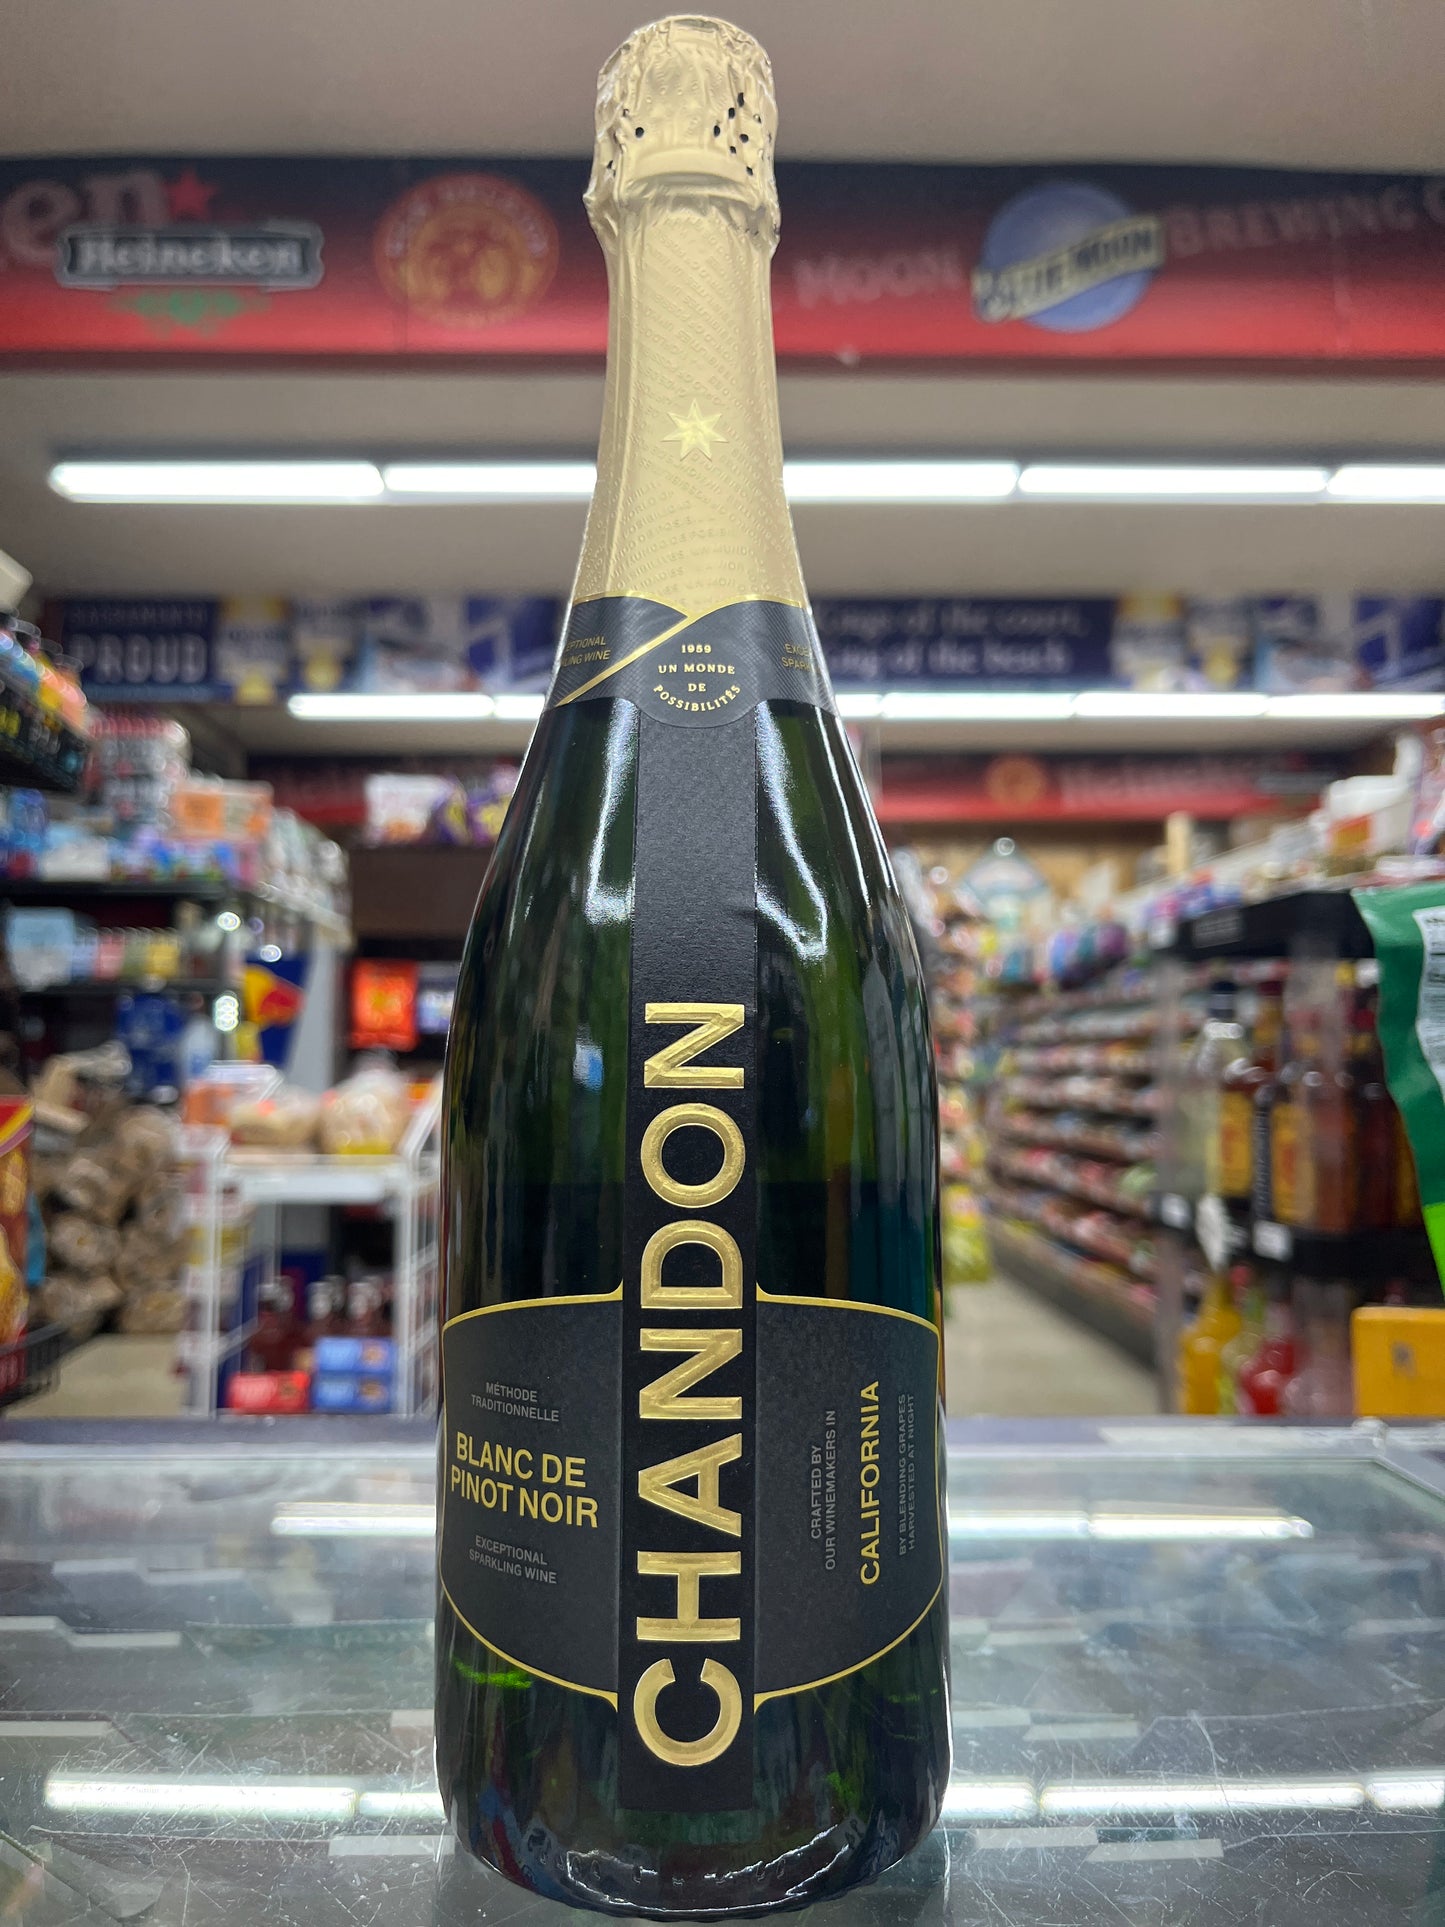 Heineken
BLUE MOON
MOON
BREWING
PROUD
1959
UN MONDE
DE
POSSIBILITÉS
CHANDON
MÉTHODE
TRADITIONNELLE
BLANC DE
PINOT NOIR
EXCEPTIONAL
SPARKLING WINE
CRAFTED BY
OUR WINEMAKERS IN
CALIFORNIA
BY BLENDING GRAPES
HARVESTED AT NIGHT